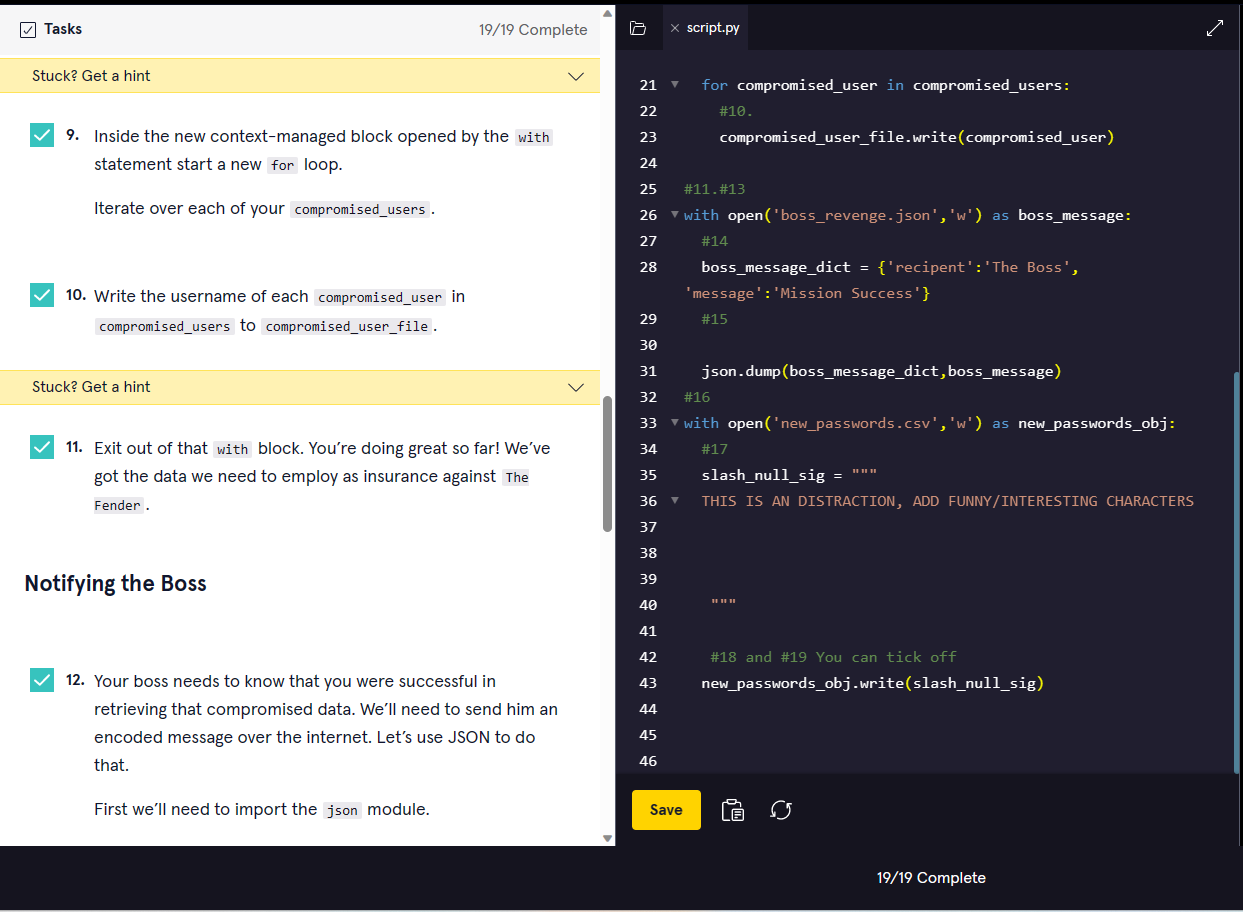 Tasks
19/19 Complete
Stuck? Get a hint
9. Inside the new context-managed block opened by the with
statement start a new for loop.
Iterate over each of your compromised_users.
10. Write the username of each compromised_user in
compromised_users to compromised_user_file.
Stuck? Get a hint
11. Exit out of that with block. You’re doing great so far! We’ve
got the data we need to employ as insurance against The
Fender.
Notifying the Boss
12. Your boss needs to know that you were successful in
retrieving that compromised data. We’ll need to send him an
encoded message over the internet. Let’s use JSON to do
that.
First we’ll need to import the json module.
script.py
21 for compromised_user in compromised_users:
22 #10.
23 compromised_user_file.write(compromised_user)
24
25 #11.#13
26 with open('boss_revenge.json','w') as boss_message:
27 #14
28 boss_message_dict = {'recipent':'The Boss',
'message':'Mission Success'}
29 #15
30
31 json.dump(boss_message_dict,boss_message)
32 #16
33 with open('new_passwords.csv','w') as new_passwords_obj:
34 #17
35 slash_null_sig = """
36 THIS IS AN DISTRACTION, ADD FUNNY/INTERESTING CHARACTERS
37
38
39
40 """
41
42 #18 and #19 You can tick off
43 new_passwords_obj.write(slash_null_sig)
44
45
46
Save
19/19 Complete